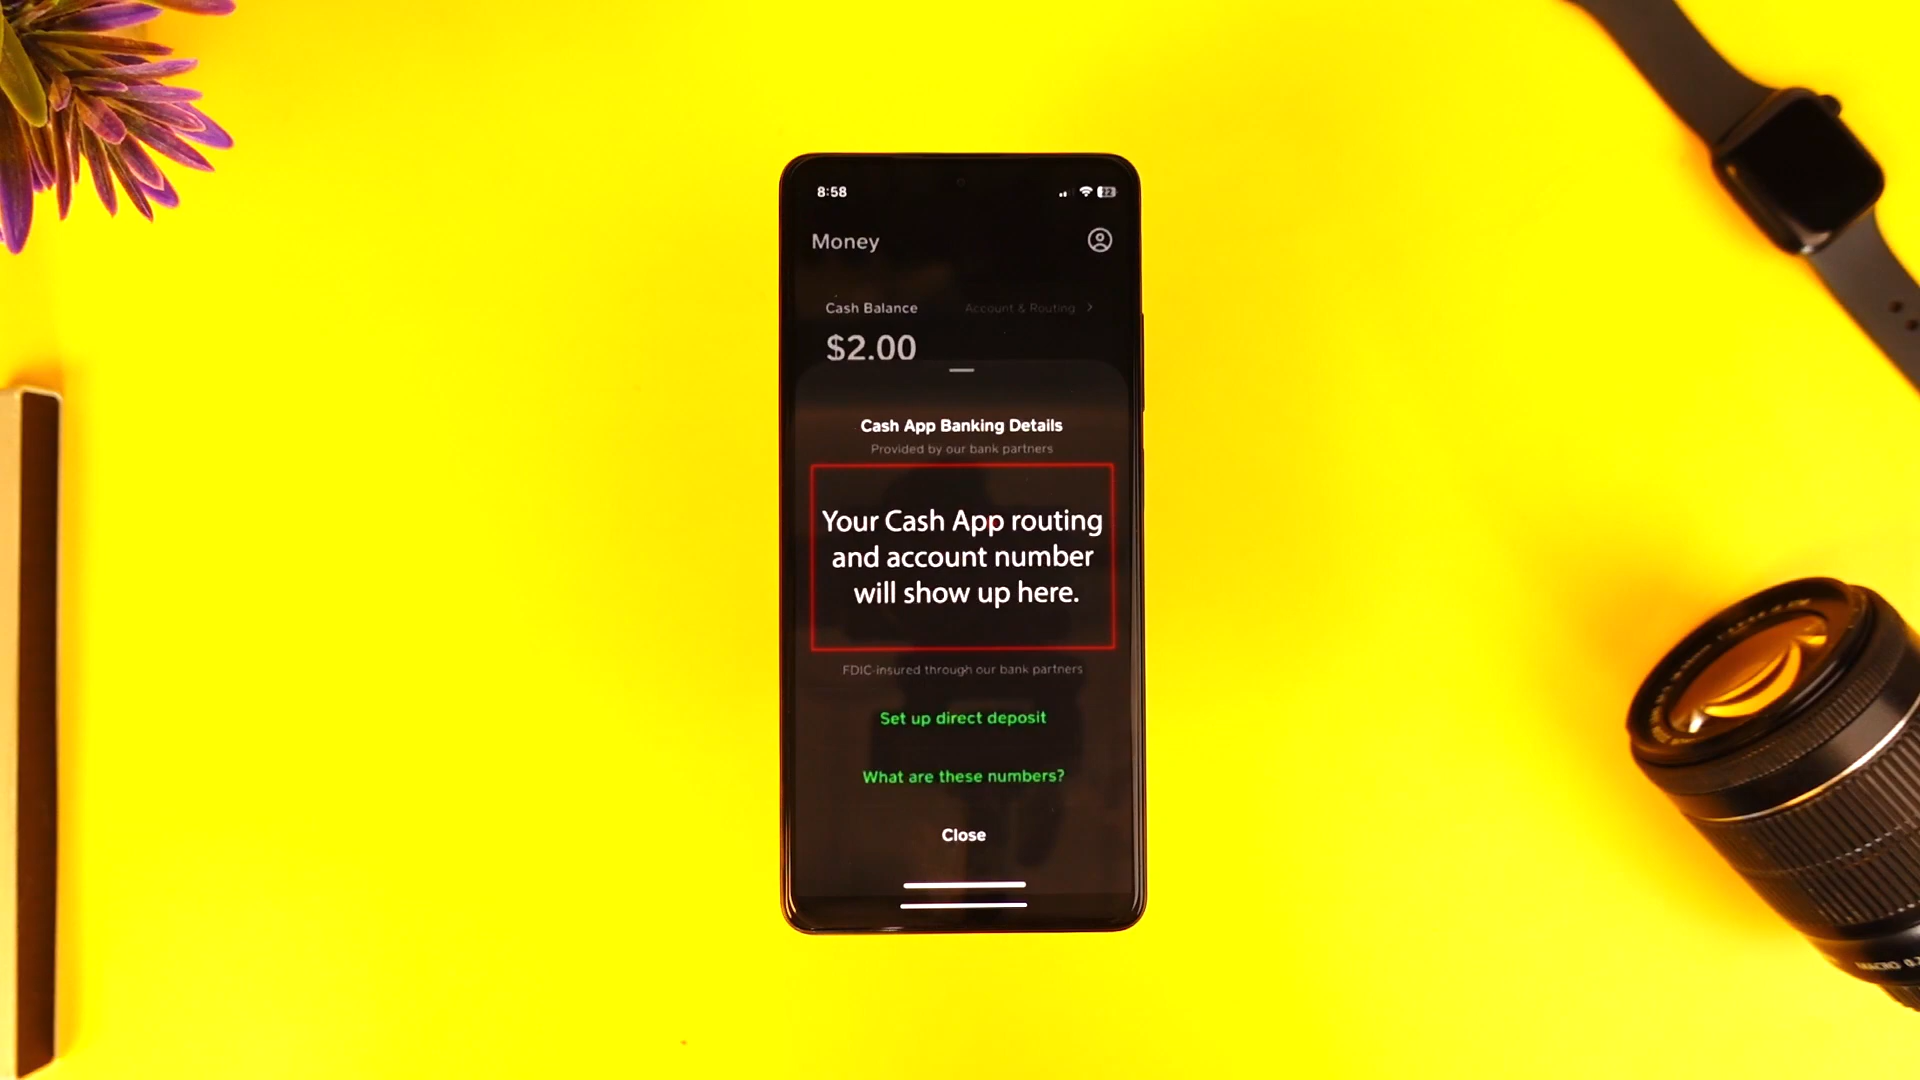 8:58
22
Money
Cash Balance
Account & Routing
$2.00
Cash App Banking Details
Provided by our bank partners
Your Cash App routing
and account number
will show up here.
FDIC-insured through our bank partners
Set up direct deposit
What are these numbers?
Close